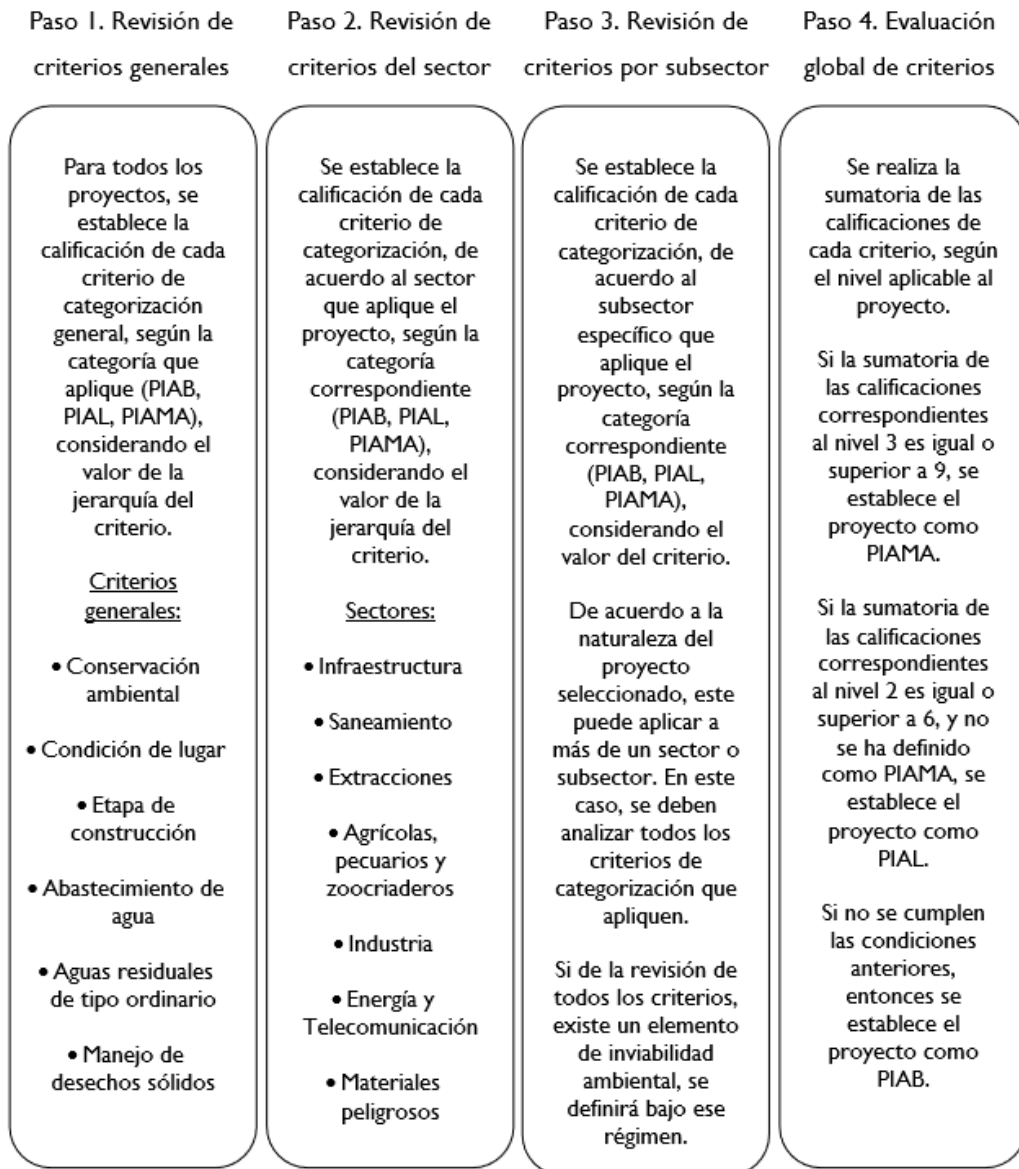 Paso 1. Revisión de
criterios generales
Para todos los
proyectos, se
establece la
calificación de cada
criterio de
categorización
general, según la
categoría que
aplique (PIAB,
PIAL, PIAMA),
considerando el
valor de la
jerarquía del
criterio.
Criterios
generales:
• Conservación
ambiental
• Condición de lugar
• Etapa de
construcción
• Abastecimiento de
agua
• Aguas residuales
de tipo ordinario
• Manejo de
desechos sólidos
Paso 2. Revisión de
criterios del sector
Se establece la
calificación de cada
criterio de
categorización, de
acuerdo al sector
que aplique el
proyecto, según la
categoría
correspondiente
(PIAB, PIAL,
PIAMA),
considerando el
valor de la
jerarquía del
criterio.
Sectores:
• Infraestructura
• Saneamiento
• Extracciones
• Agrícolas,
pecuarios y
zoocriaderos
• Industria
• Energía y
Telecomunicación
• Materiales
peligrosos
Paso 3. Revisión de
criterios por subsector
Se establece la
calificación de cada
criterio de
categorización, de
acuerdo al
subsector
específico que
aplique el
proyecto, según la
categoría
correspondiente
(PIAB, PIAL,
PIAMA),
considerando el
valor del criterio.
De acuerdo a la
naturaleza del
proyecto
seleccionado, este
puede aplicar a
más de un sector o
subsector. En este
caso, se deben
analizar todos los
criterios de
categorización que
apliquen.
Si de la revisión de
todos los criterios,
existe un elemento
de inviabilidad
ambiental, se
definirá bajo ese
régimen.
Paso 4. Evaluación
global de criterios
Se realiza la
sumatoria de las
calificaciones de
cada criterio, según
el nivel aplicable al
proyecto.
Si la sumatoria de
las calificaciones
correspondientes
al nivel 3 es igual o
superior a 9, se
establece el
proyecto como
PIAMA.
Si la sumatoria de
las calificaciones
correspondientes
al nivel 2 es igual o
superior a 6, y no
se ha definido
como PIAMA, se
establece el
proyecto como
PIAL.
Si no se cumplen
las condiciones
anteriores,
entonces se
establece el
proyecto como
PIAB.